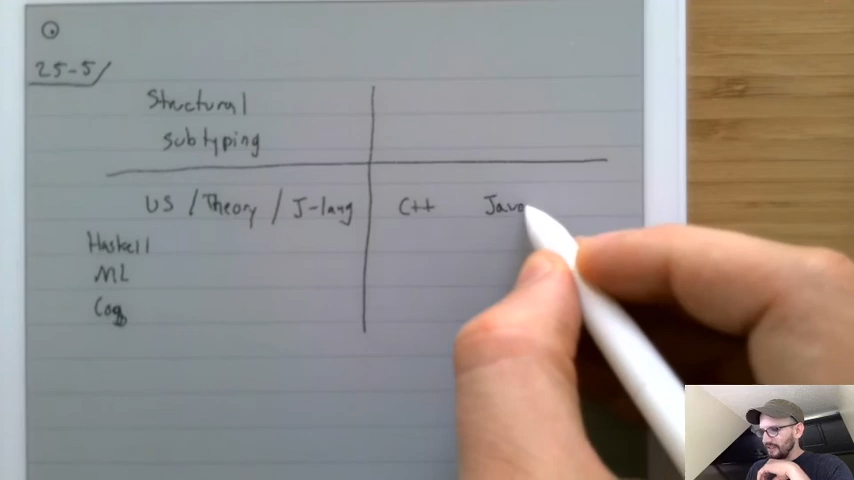 25-5/
Structural
subtyping
US / Theory / J-lang C++ Java
Haskell
ML
Coq